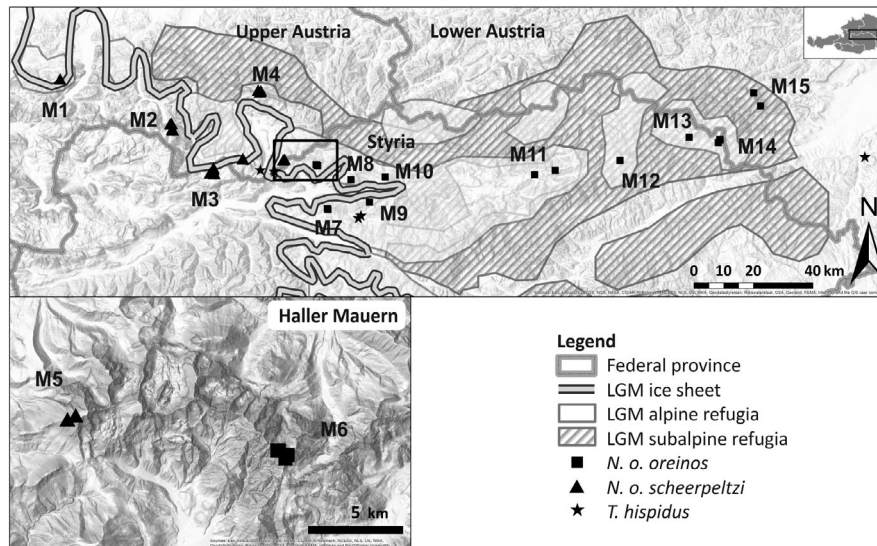 Upper Austria
Lower Austria
M1
M2
M3
M4
Styria
M8
M10
M7
M9
M11
M12
M13
M14
M15
N
0 10 20 40 km
Haller Mauern
M5
M6
5 km
Legend
Federal province
LGM ice sheet
LGM alpine refugia
LGM subalpine refugia
N. o. oreinos
N. o. scheerpeltzi
T. hispidus